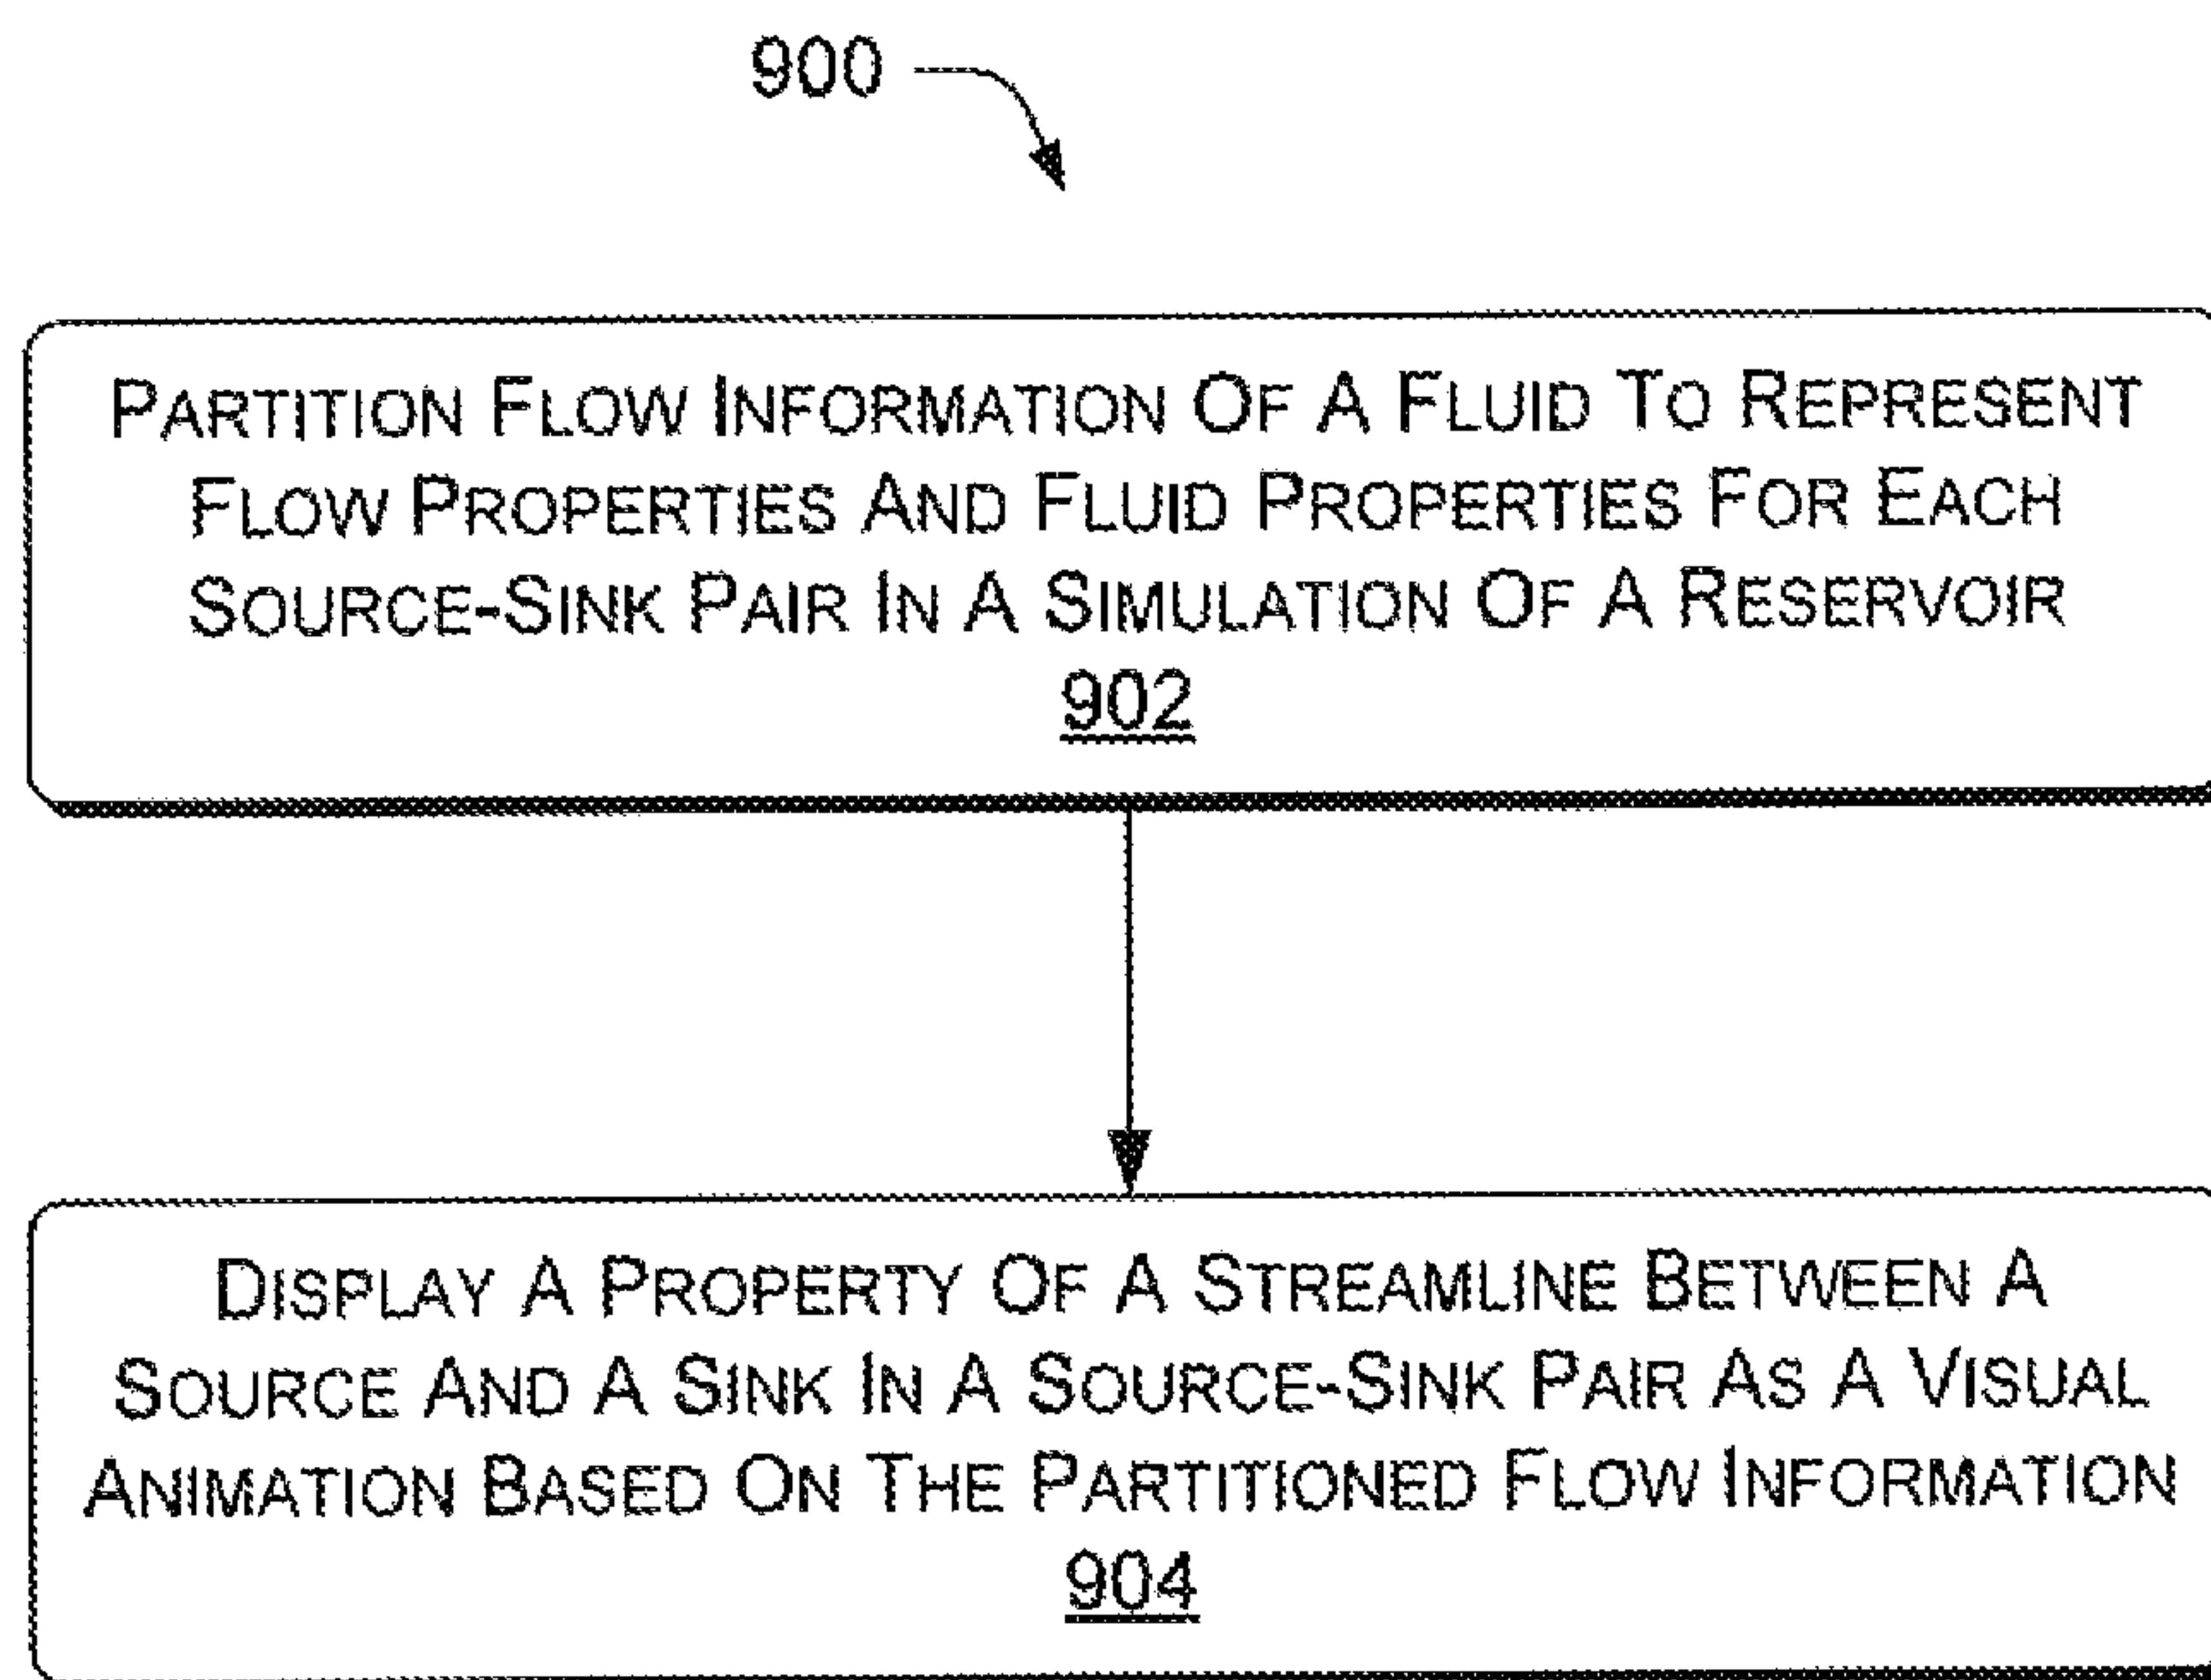 900
PARTITION FLOW INFORMATION OF A FLUID TO REPRESENT
FLOW PROPERTIES AND FLUID PROPERTIES FOR EACH
SOURCE-SINK PAIR IN A SIMULATION OF A RESERVOIR
902
DISPLAY A PROPERTY OF A STREAMLINE BETWEEN A
SOURCE AND A SINK IN A SOURCE-SINK PAIR AS A VISUAL
ANIMATION BASED ON THE PARTITIONED FLOW INFORMATION
904